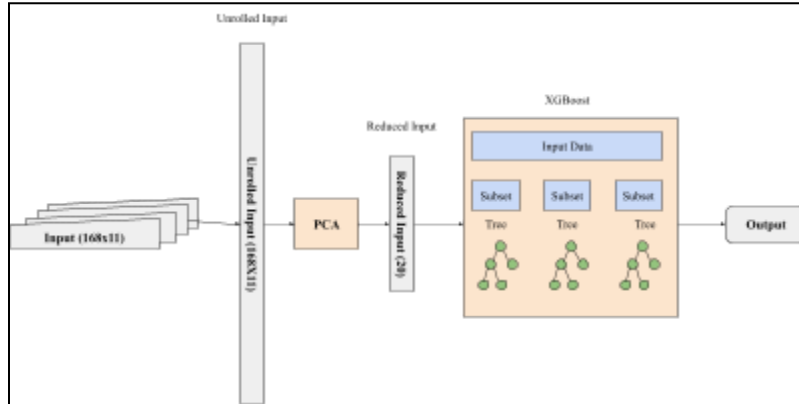 Unrolled Input
XGBoost
Reduced Input
Input Data
Unrolled Input (168X11)
Reduced Input (20)
Subset
Subset
Subset
Input (168x11)
PCA
Tree
Tree
Tree
Output